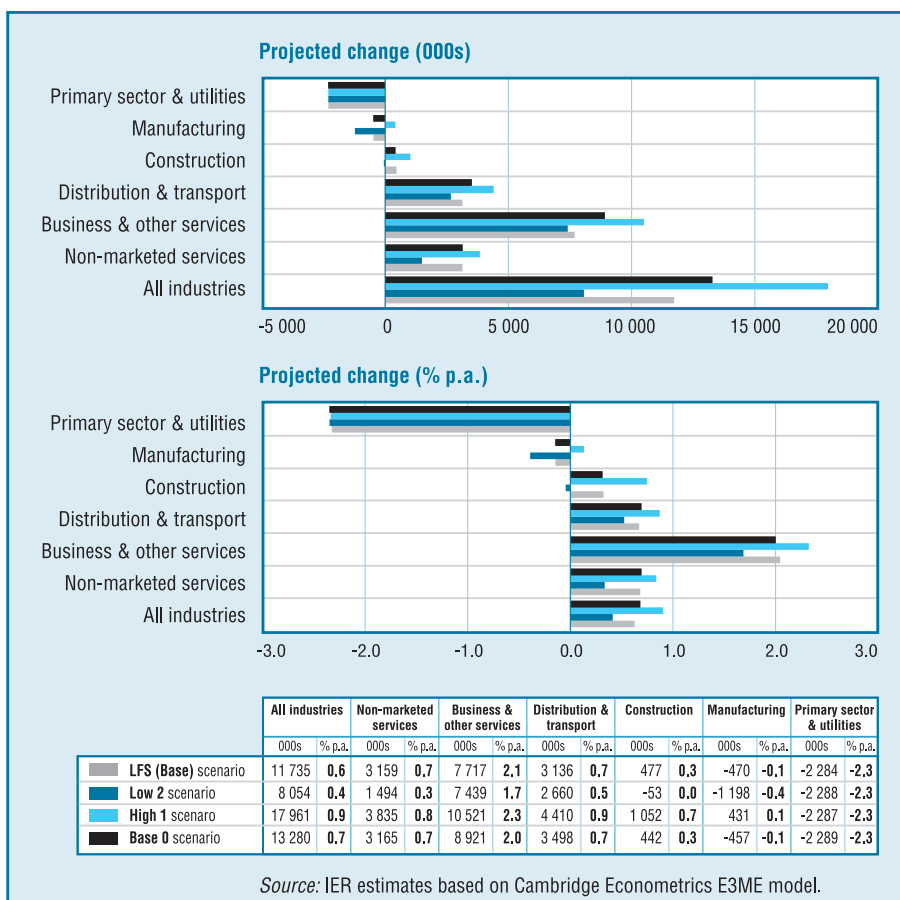 Projected change (000s)
Primary sector & utilities
Manufacturing
Construction
Distribution & transport
Business & other services
Non-marketed services
All industries
-5 000 0 5 000 10 000 15 000 20 000
Projected change (% p.a.)
Primary sector & utilities
Manufacturing
Construction
Distribution & transport
Business & other services
Non-marketed services
All industries
-3.0 -2.0 -1.0 0.0 1.0 2.0 3.0
All industries Non-marketed services Business & other services Distribution & transport Construction Manufacturing Primary sector & utilities
000s % p.a. 000s % p.a. 000s % p.a. 000s % p.a. 000s % p.a. 000s % p.a. 000s % p.a.
LFS (Base) scenario 11 735 0.6 3 159 0.7 7 717 2.1 3 136 0.7 477 0.3 -470 -0.1 -2 284 -2.3
Low 2 scenario 8 054 0.4 1 494 0.3 7 439 1.7 2 660 0.5 -53 0.0 -1 198 -0.4 -2 288 -2.3
High 1 scenario 17 961 0.9 3 835 0.8 10 521 2.3 4 410 0.9 1 052 0.7 431 0.1 -2 287 -2.3
Base 0 scenario 13 280 0.7 3 165 0.7 8 921 2.0 3 498 0.7 442 0.3 -457 -0.1 -2 289 -2.3
Source: IER estimates based on Cambridge Econometrics E3ME model.